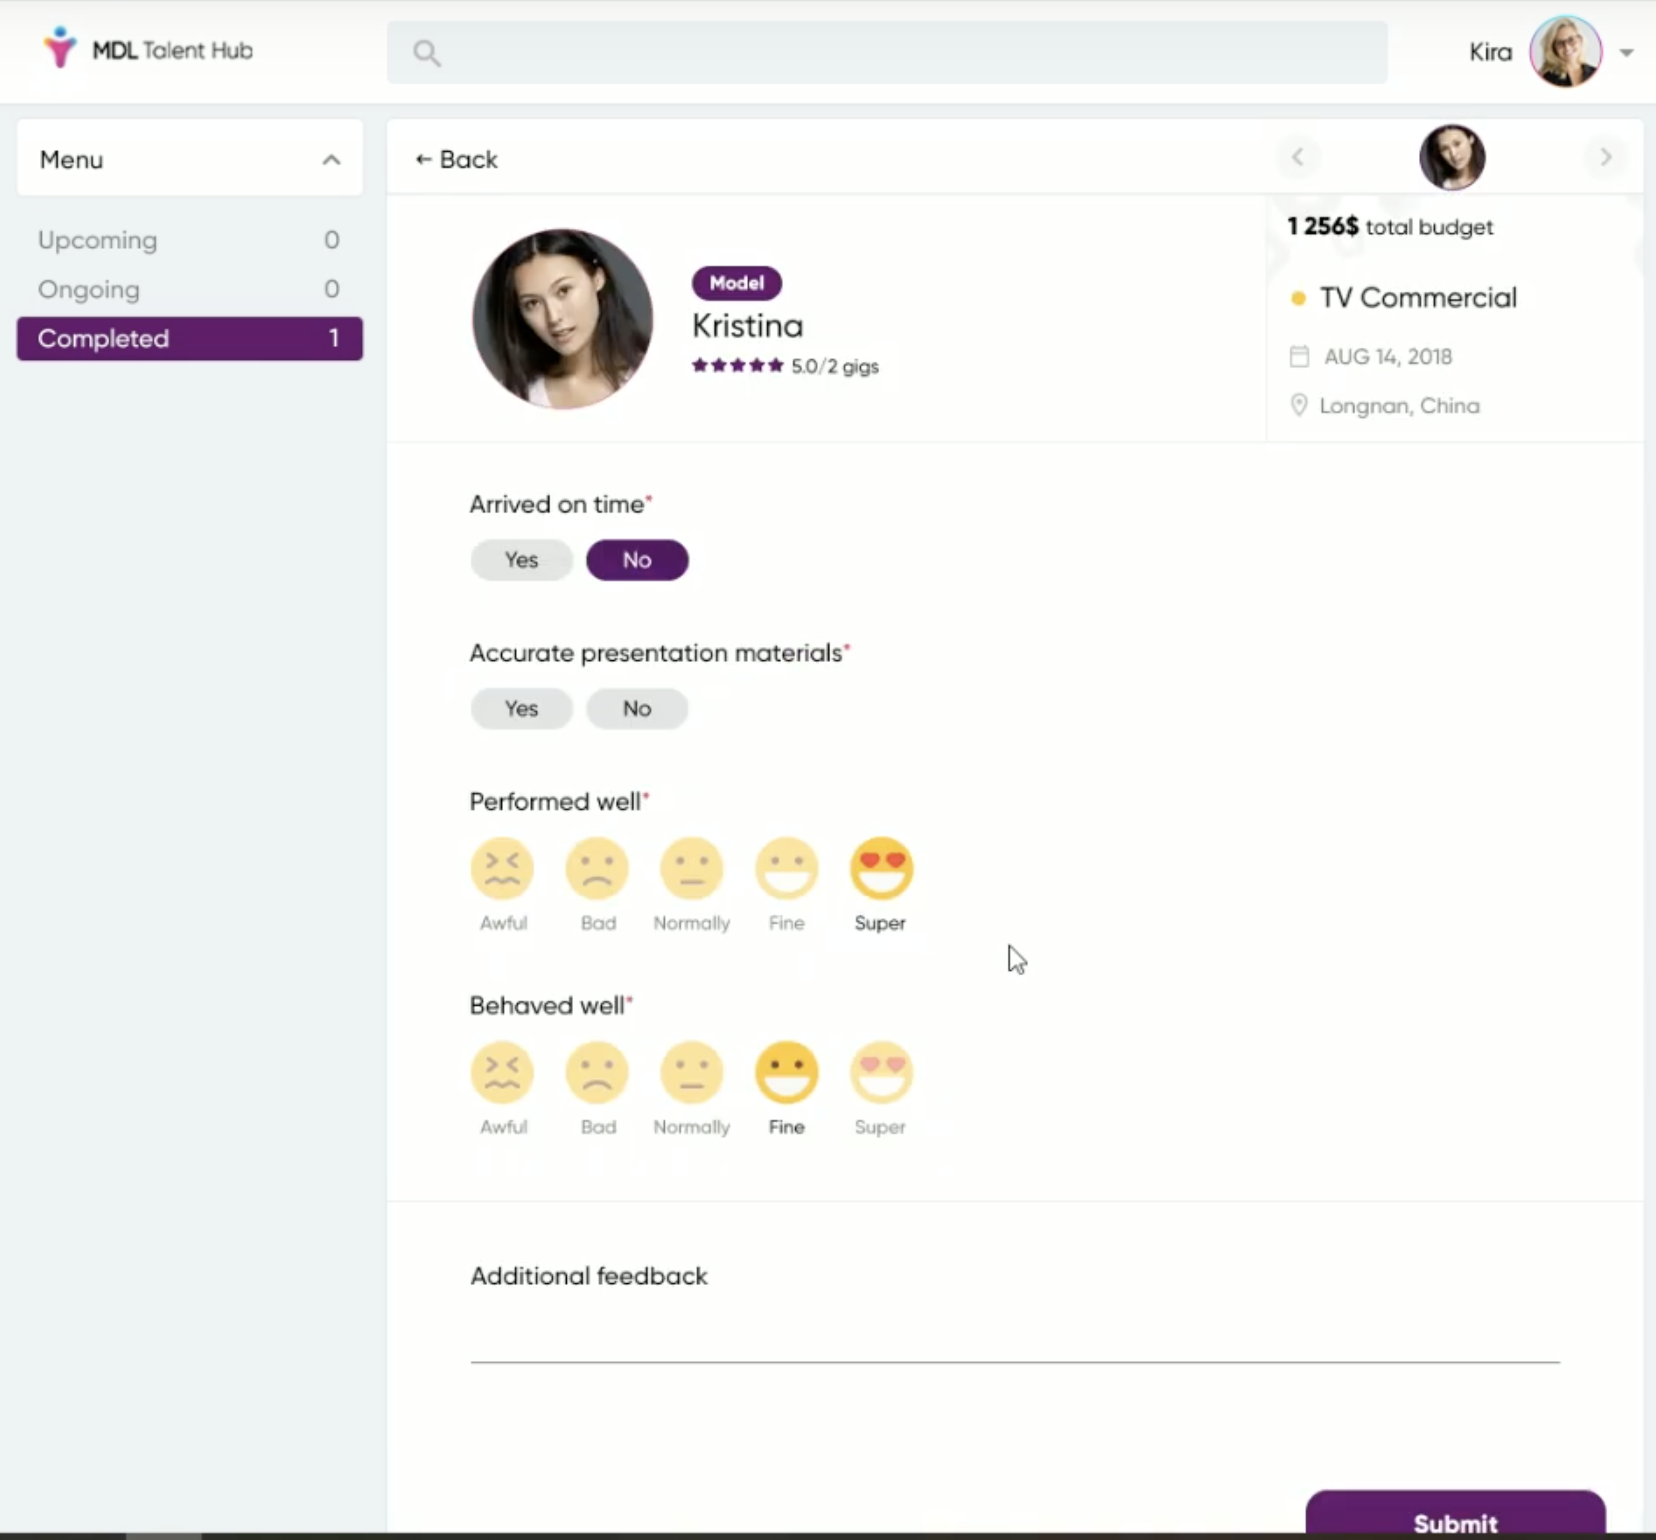 MDL Talent Hub
Kira
Menu
Upcoming 0
Ongoing 0
Completed 1
← Back
Model
Kristina
5.0/2 gigs
1 256$ total budget
TV Commercial
AUG 14, 2018
Longnan, China
Arrived on time*
Yes No
Accurate presentation materials*
Yes No
Performed well*
Awful Bad Normally Fine Super
Behaved well*
Awful Bad Normally Fine Super
Additional feedback
Submit